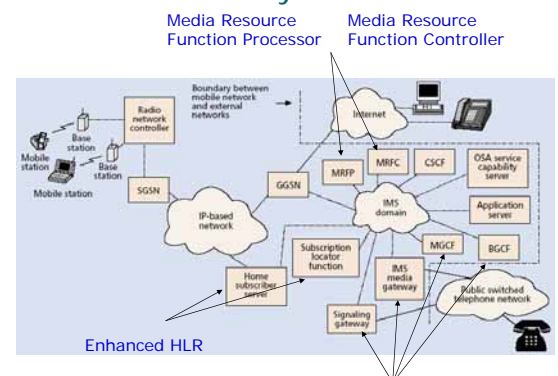 Media Resource
Function Processor
Media Resource
Function Controller
Boundary between
mobile network
and external
networks
Internet
Radio
network
controller
Base
station
Mobile
station
Base
station
Mobile station
SGSN
GGSN
MRFP
MRFC
CSCF
OSA service
capability
server
IP-based
network
IMS
domain
Application
server
Subscription
locator
function
MGCF
BGCF
Home
subscriber
server
IMS
media
gateway
Public switched
telephone network
Signaling
gateway
Enhanced HLR